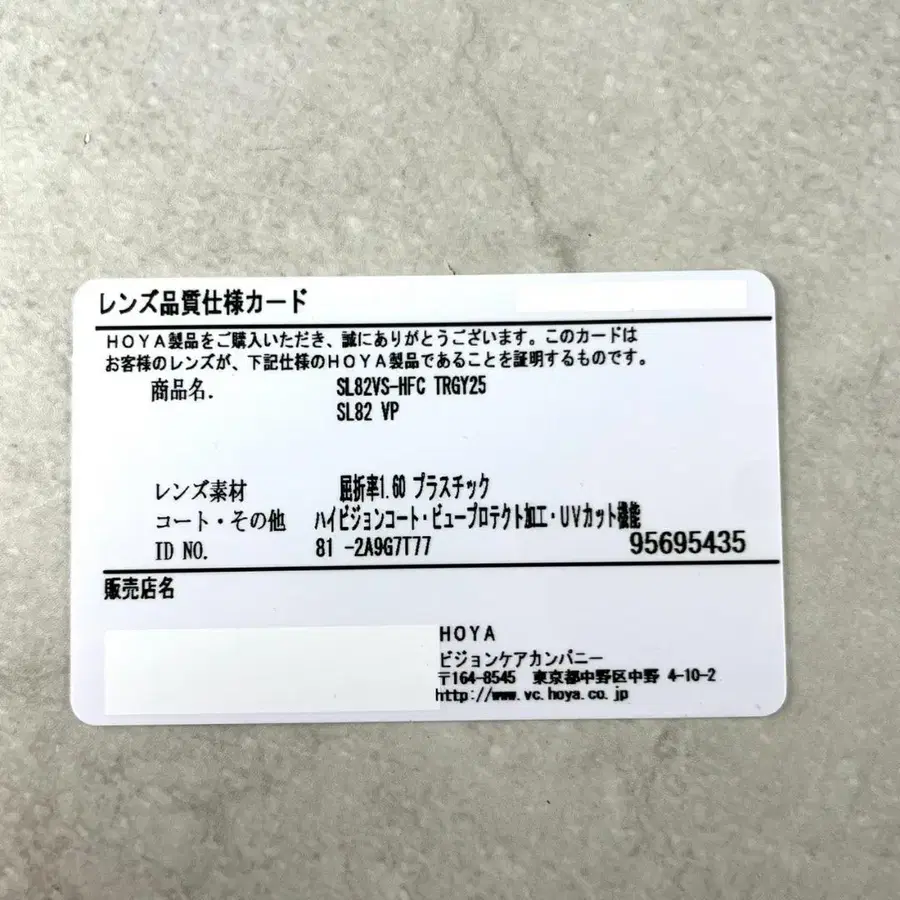 レンズ品質仕様カード
HOYA製品をご購入いただき、誠にありがとうございます。このカードは
お客様のレンズが、下記仕様のHOYA製品であることを証明するものです。
商品名. SL82VS-HFC TRGY25
SL82 VP
レンズ素材 屈折率1.60 プラスチック
コート・その他 ハイビジョンコート・ビュープロテクト加工・UVカット機能
ID NO. 81 -2A9G7T77 95695435
販売店名
HOYA
ビジョンケアカンパニー
〒164-8545 東京都中野区中野 4-10-2
http://www.vc.hoya.co.jp